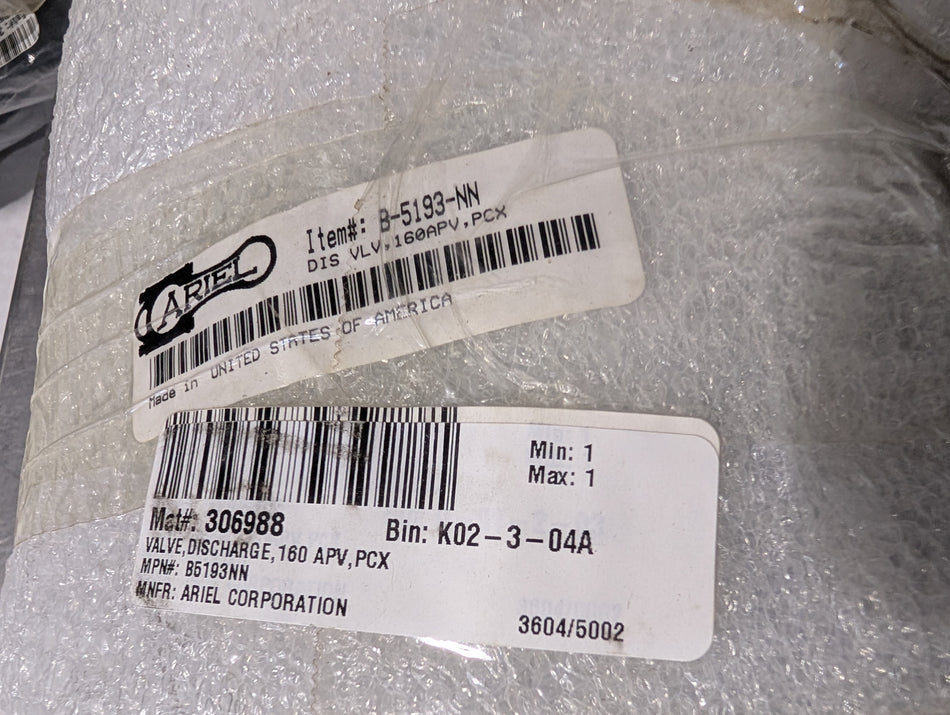 Item#: B-5193-NN
DIS VLV,160APV,PCX
ARIEL
Made in UNITED STATES OF AMERICA
Min: 1
Max: 1
Mat#: 306988 Bin: K02-3-04A
VALVE,DISCHARGE,160 APV,PCX
MPN#: B5193NN
MNFR: ARIEL CORPORATION
3604/5002